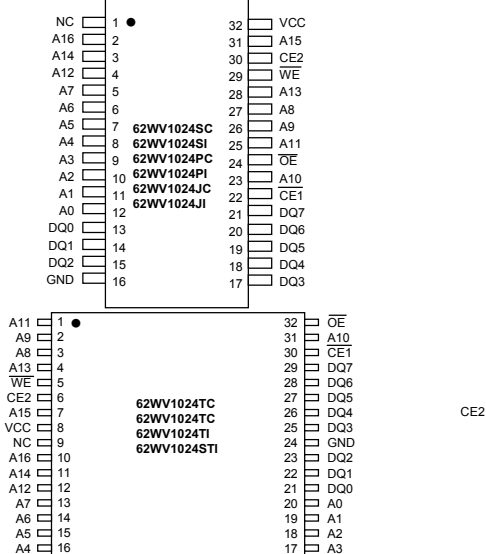 NC 1 32 VCC
A16 2 31 A15
A14 3 30 CE2
A12 4 29 WE
A7 5 28 A13
A6 6 27 A8
A5 7 62WV1024SC 26 A9
A4 8 62WV1024SI 25 A11
A3 9 62WV1024PC 24 OE
A2 10 62WV1024PI 23 A10
A1 11 62WV1024JC 22 CE1
A0 12 62WV1024JI 21 DQ7
DQ0 13 20 DQ6
DQ1 14 19 DQ5
DQ2 15 18 DQ4
GND 16 17 DQ3
A11 1 32 OE
A9 2 31 A10
A8 3 30 CE1
A13 4 29 DQ7
WE 5 28 DQ6
CE2 6 62WV1024TC 27 DQ5
A15 7 62WV1024TC 26 DQ4 CE2
VCC 8 62WV1024TI 25 DQ3
NC 9 62WV1024STI 24 GND
A16 10 23 DQ2
A14 11 22 DQ1
A12 12 21 DQ0
A7 13 20 A0
A6 14 19 A1
A5 15 18 A2
A4 16 17 A3